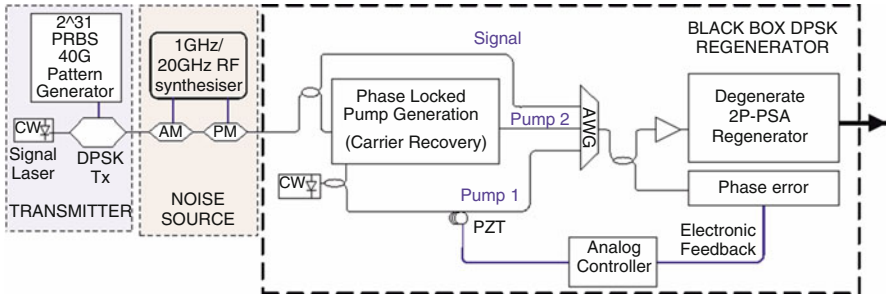 2^31
PRBS
40G
Pattern
Generator
CW
Signal
Laser
DPSK
Tx
TRANSMITTER
1GHz/
20GHz RF
synthesiser
AM
PM
NOISE
SOURCE
BLACK BOX DPSK
REGENERATOR
Signal
Phase Locked
Pump Generation
(Carrier Recovery)
Pump 2
AWG
CW
Pump 1
PZT
Degenerate
2P-PSA
Regenerator
Phase error
Electronic
Feedback
Analog
Controller